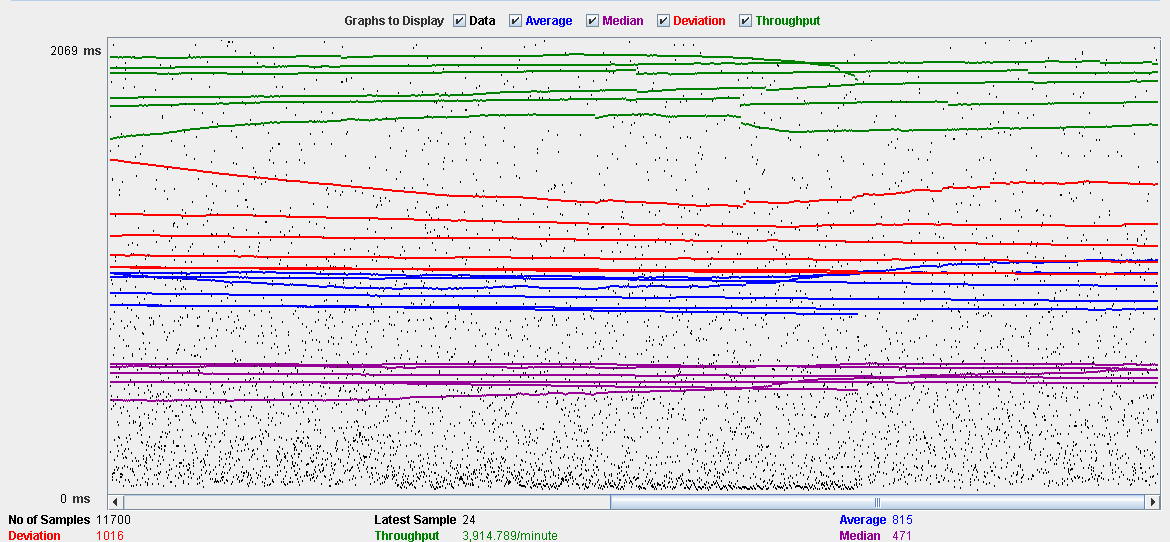 Graphs to Display Data Average Median Deviation Throughput
2069 ms
0 ms
No of Samples 11700 Latest Sample 24 Average 815
Deviation 1016 Throughput 3,914.789/minute Median 471